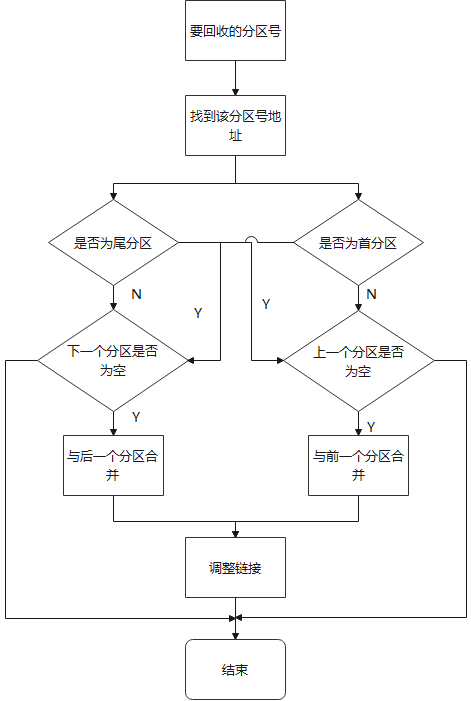 要回收的分区号
找到该分区号地
址
是否为尾分区
是否为首分区
N
N
Y
Y
下一个分区是否
为空
上一个分区是否
为空
Y
Y
与后一个分区合
并
与前一个分区合
并
调整链接
结束